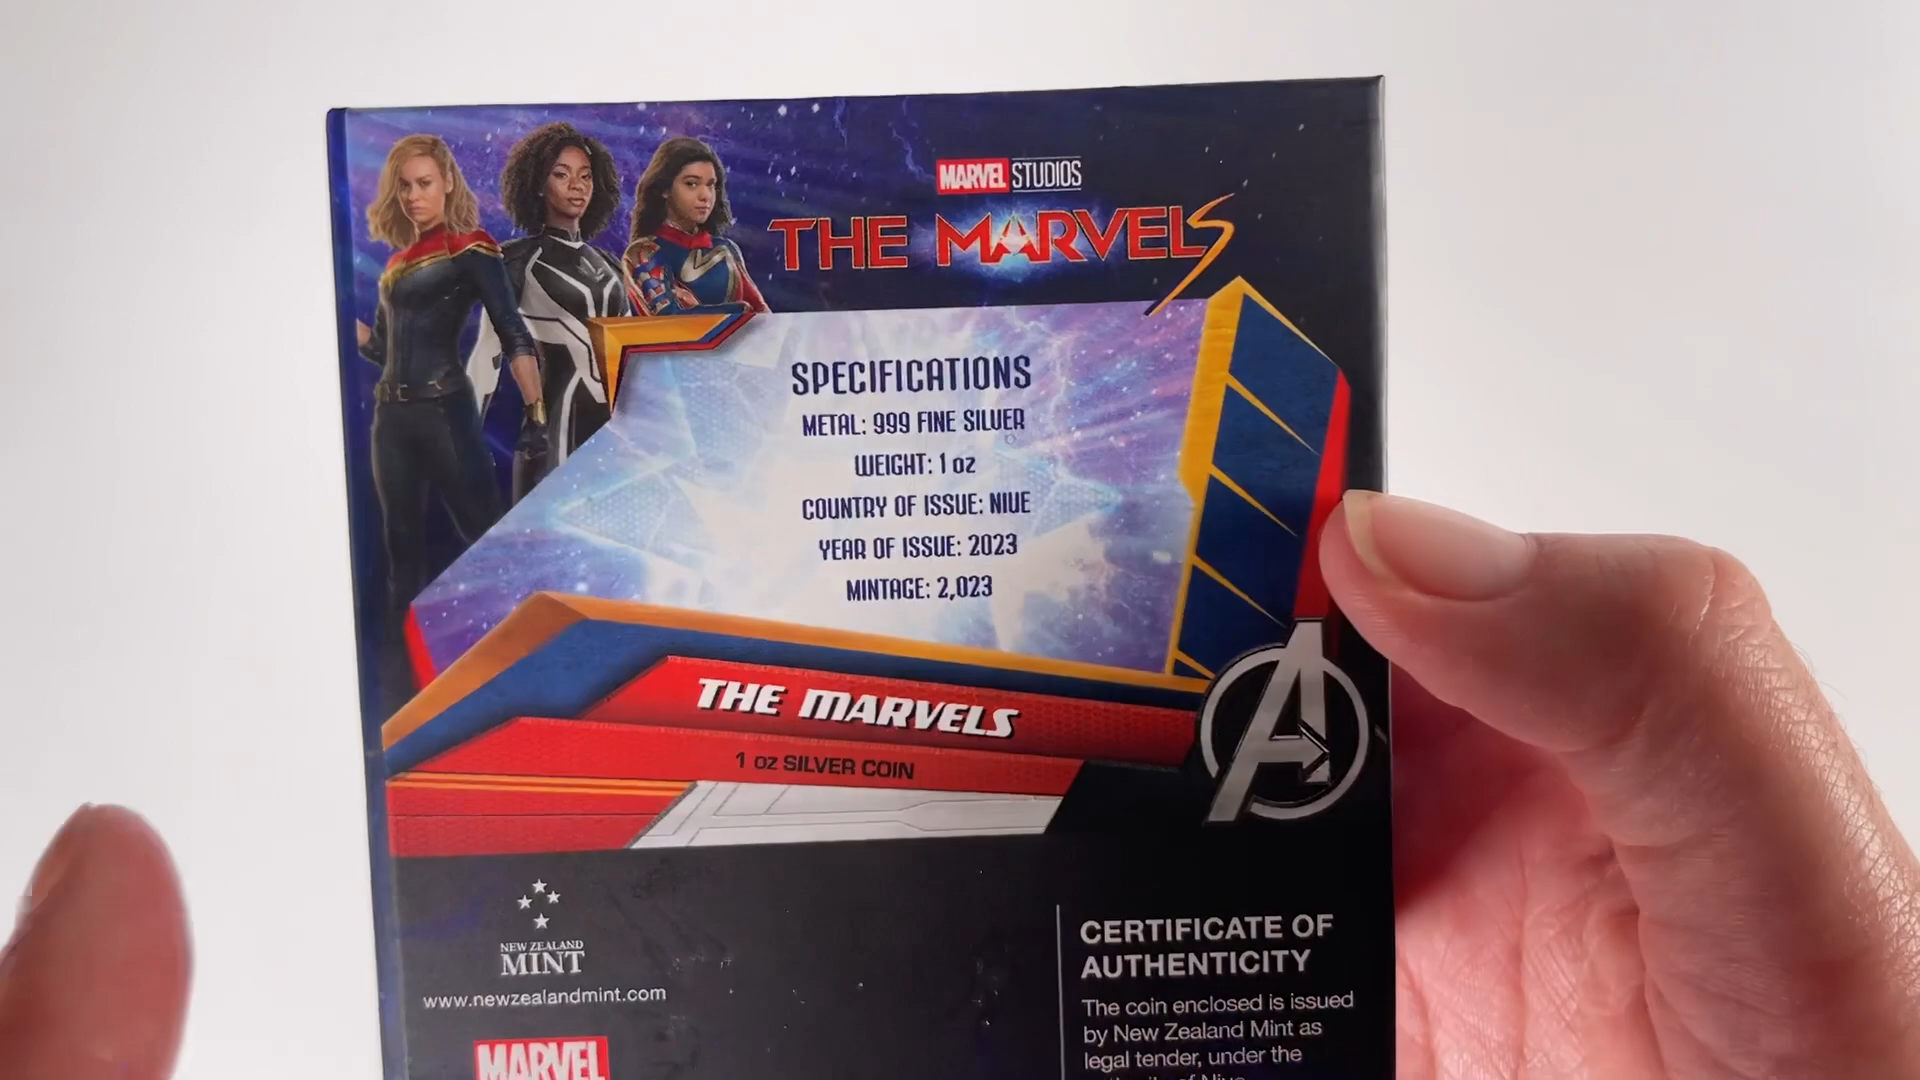 MARVEL STUDIOS
THE MARVELS
SPECIFICATIONS
METAL: 999 FINE SILVER
WEIGHT: 1 oz
COUNTRY OF ISSUE: NIUE
YEAR OF ISSUE: 2023
MINTAGE: 2,023
THE MARVELS
1 oz SILVER COIN
NEW ZEALAND
MINT
www.newzealandmint.com
MARVEL
CERTIFICATE OF
AUTHENTICITY
The coin enclosed is issued
by New Zealand Mint as
legal tender, under the